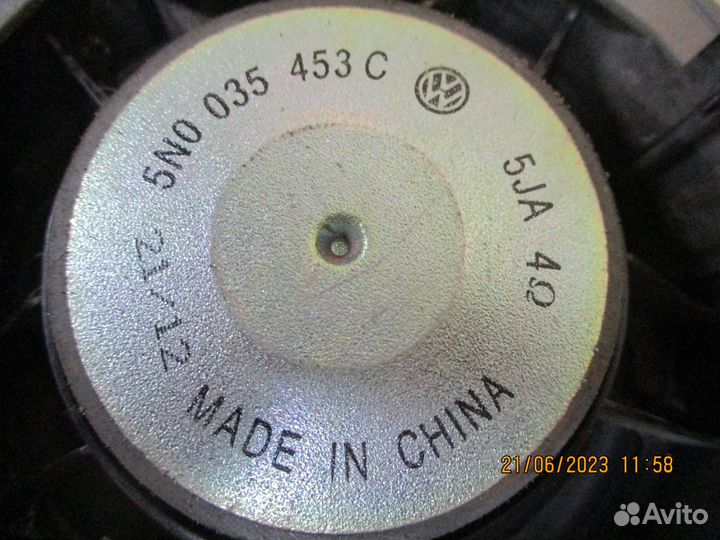 5N0 035 453 C
5JA 4Ω
21/12
MADE IN CHINA
21/06/2023 11:58
Avito